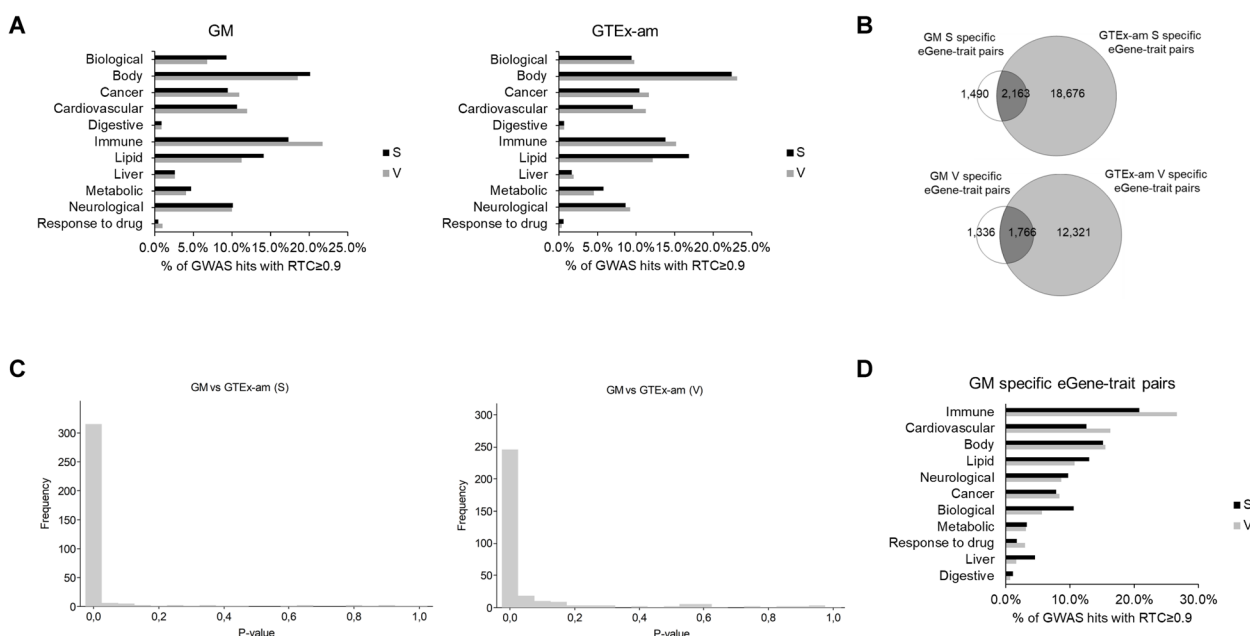 A
GM
Biological
Body
Cancer
Cardiovascular
Digestive
Immune
Lipid
Liver
Metabolic
Neurological
Response to drug
0.0% 5.0% 10.0%15.0%20.0%25.0%
% of GWAS hits with RTC≥0.9
S
V
GTEx-am
Biological
Body
Cancer
Cardiovascular
Digestive
Immune
Lipid
Liver
Metabolic
Neurological
Response to drug
0.0% 5.0% 10.0%15.0%20.0%25.0%
% of GWAS hits with RTC≥0.9
S
V
B
GM S specific
eGene-trait pairs
GTEx-am S specific
eGene-trait pairs
1,490 2,163 18,676
GM V specific
eGene-trait pairs
GTEx-am V specific
eGene-trait pairs
1,336 1,766 12,321
C
GM vs GTEx-am (S)
Frequency
300
250
200
150
100
50
0
0,0 0,2 0,4 0,6 0,8 1,0
P-value
GM vs GTEx-am (V)
Frequency
300
250
200
150
100
50
0
0,0 0,2 0,4 0,6 0,8 1,0
P-value
D
GM specific eGene-trait pairs
Immune
Cardiovascular
Body
Lipid
Neurological
Cancer
Biological
Metabolic
Response to drug
Liver
Digestive
0.0% 10.0% 20.0% 30.0%
% of GWAS hits with RTC≥0.9
S
V